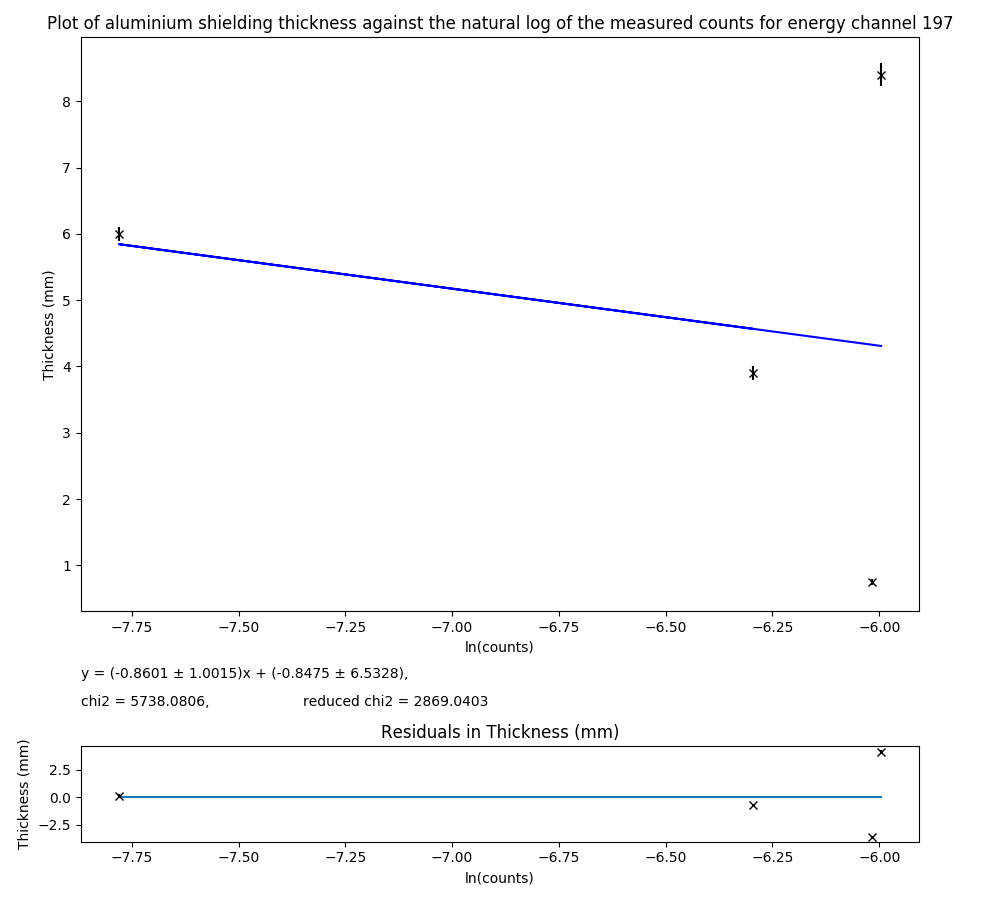 Plot of aluminium shielding thickness against the natural log of the measured counts for energy channel 197
8
7
6
5
4
3
2
1
Thickness (mm)
−7.75 −7.50 −7.25 −7.00 −6.75 −6.50 −6.25 −6.00
ln(counts)
y = (-0.8601 ± 1.0015)x + (-0.8475 ± 6.5328),
chi2 = 5738.0806, reduced chi2 = 2869.0403
Residuals in Thickness (mm)
2.5
0.0
−2.5
Thickness (mm)
−7.75 −7.50 −7.25 −7.00 −6.75 −6.50 −6.25 −6.00
ln(counts)